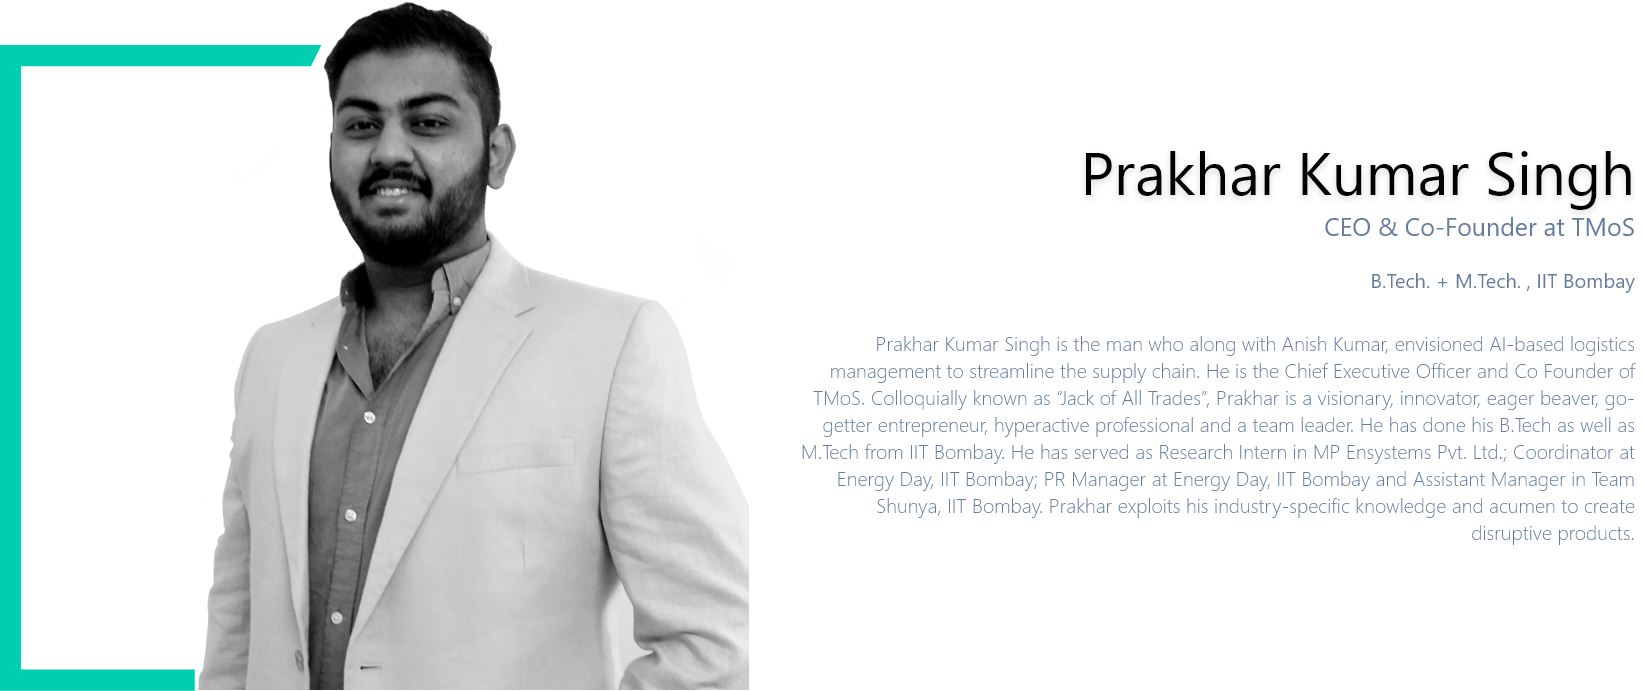 Prakhar Kumar Singh
CEO & Co-Founder at TMoS
B.Tech. + M.Tech. , IIT Bombay
Prakhar Kumar Singh is the man who along with Anish Kumar, envisioned AI-based logistics
management to streamline the supply chain. He is the Chief Executive Officer and Co Founder of
TMoS. Colloquially known as “Jack of All Trades”, Prakhar is a visionary, innovator, eager beaver, go-
getter entrepreneur, hyperactive professional and a team leader. He has done his B.Tech as well as
M.Tech from IIT Bombay. He has served as Research Intern in MP Ensystems Pvt. Ltd.; Coordinator at
Energy Day, IIT Bombay; PR Manager at Energy Day, IIT Bombay and Assistant Manager in Team
Shunya, IIT Bombay. Prakhar exploits his industry-specific knowledge and acumen to create
disruptive products.